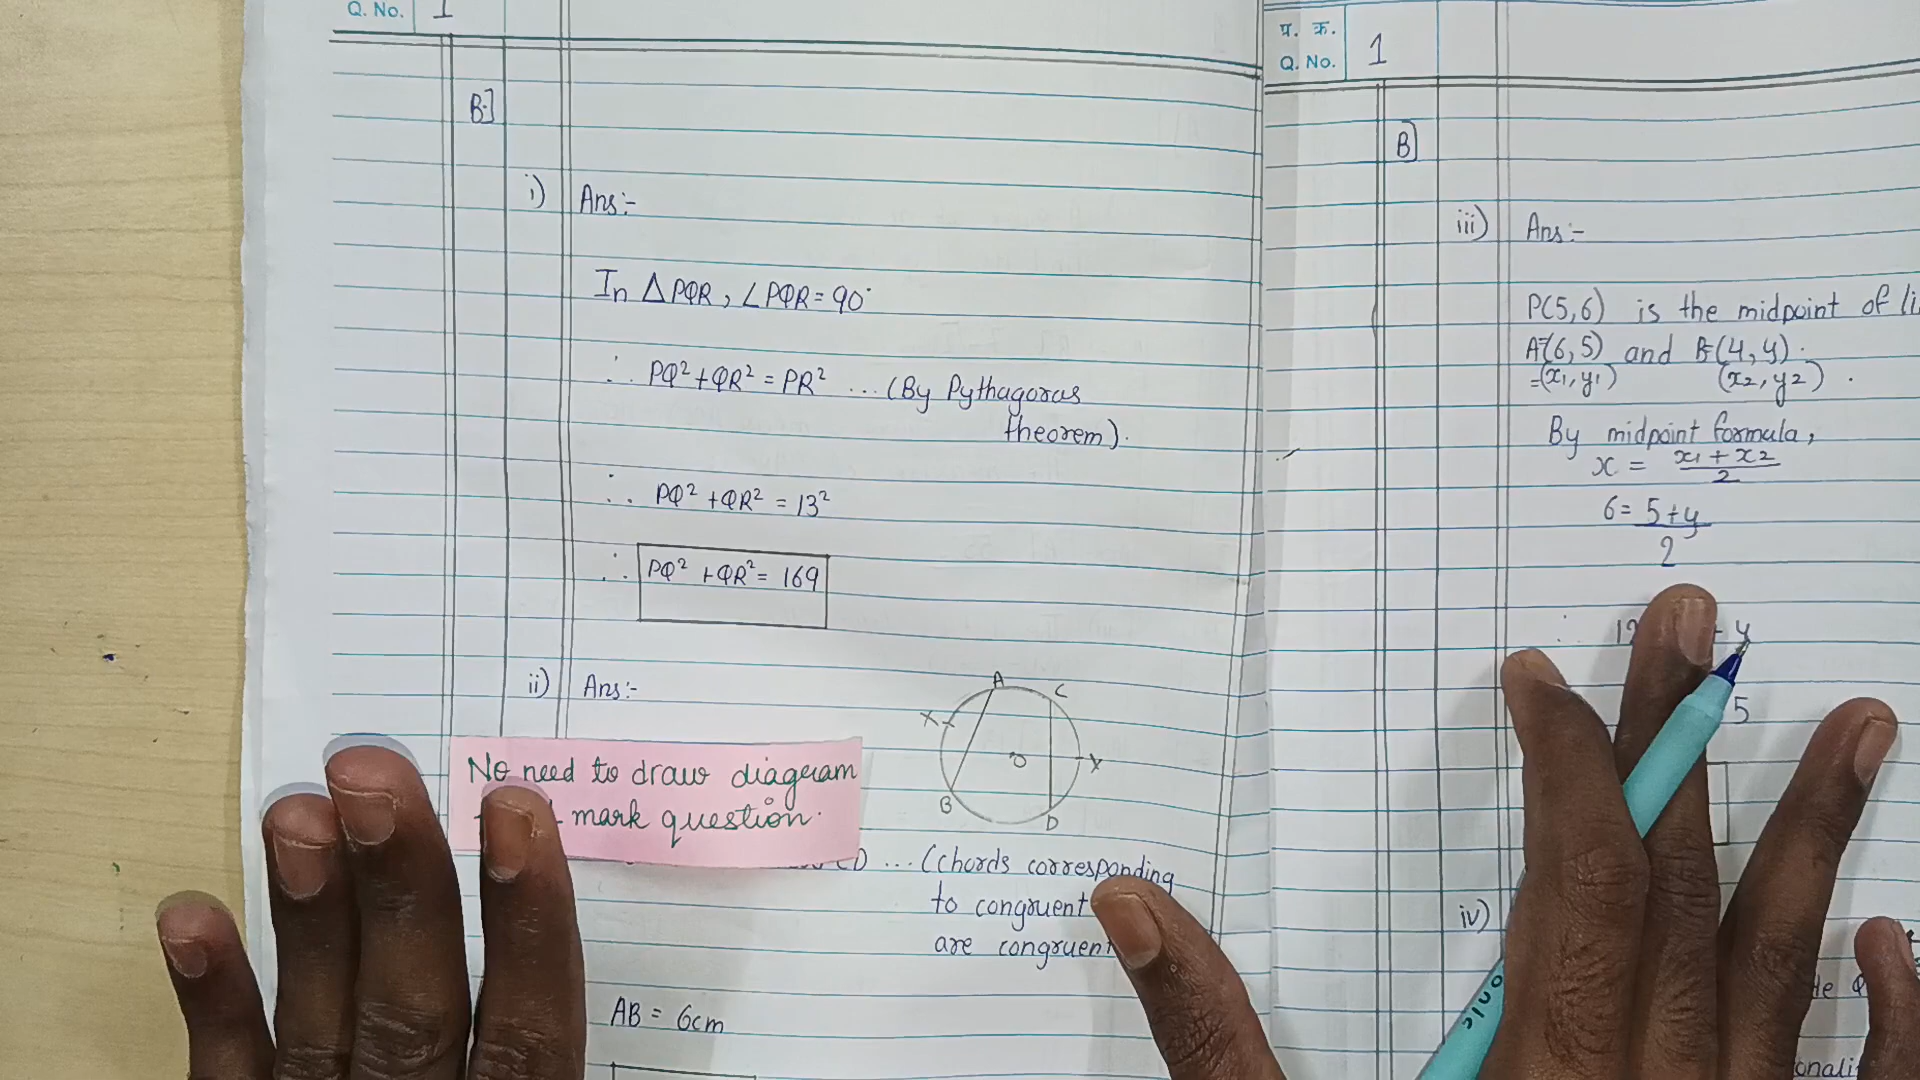 Q. No. 1
B]
i) Ans:-
In △PQR, ∠PQR = 90°
∴ PQ² + QR² = PR² ... (By Pythagoras
theorem).
∴ PQ² + QR² = 13²
∴ PQ² + QR² = 169
ii) Ans:-
A
C
X
O
Y
B
D
No need to draw diagram
mark question.
... (chords corresponding
to congruent
are congruent
AB = 6cm
प्र. क्र.
Q. No. 1
B]
iii) Ans:-
P(5,6) is the midpoint of
A=(6,5) and B=(4,y).
=(x₁,y₁) (x₂,y₂).
By midpoint formula,
x = x₁ + x₂
2
6 = 5+y
2
∴ 12 + y
5
iv)